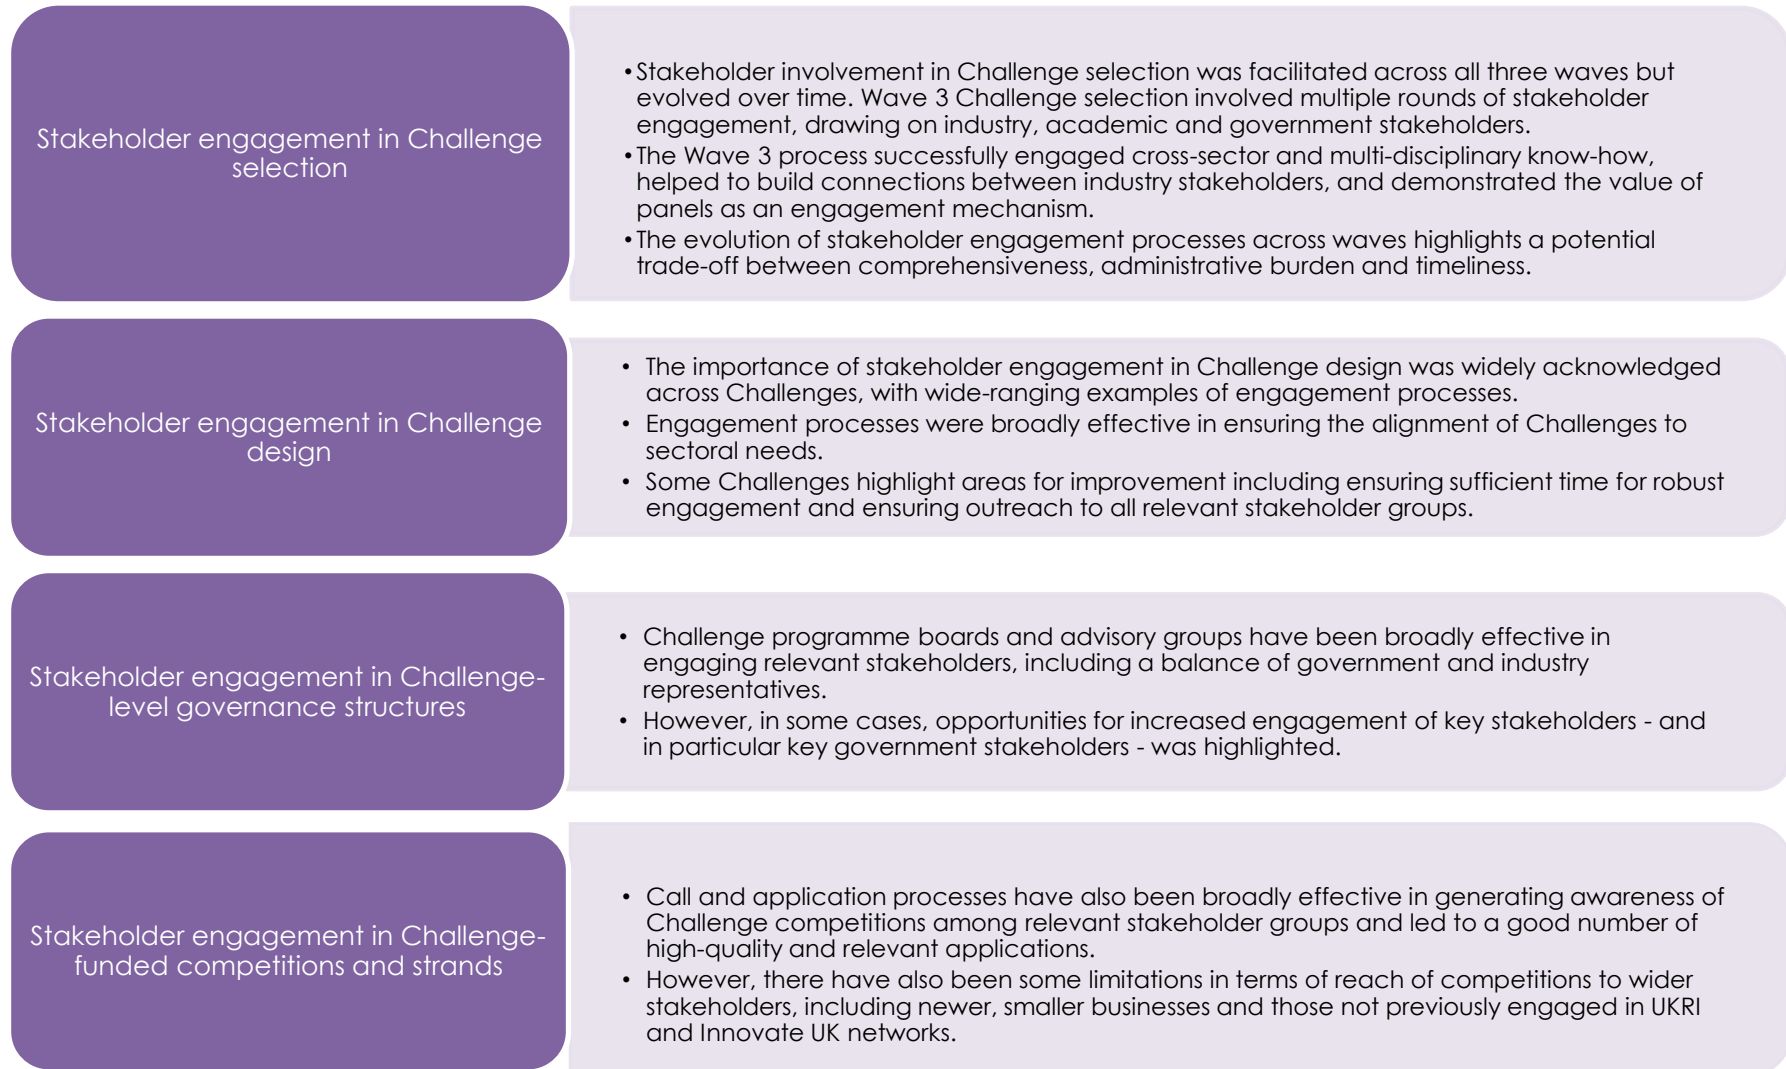 Stakeholder engagement in Challenge
selection
•Stakeholder involvement in Challenge selection was facilitated across all three waves but
evolved over time. Wave 3 Challenge selection involved multiple rounds of stakeholder
engagement, drawing on industry, academic and government stakeholders.
•The Wave 3 process successfully engaged cross-sector and multi-disciplinary know-how,
helped to build connections between industry stakeholders, and demonstrated the value of
panels as an engagement mechanism.
•The evolution of stakeholder engagement processes across waves highlights a potential
trade-off between comprehensiveness, administrative burden and timeliness.
Stakeholder engagement in Challenge
design
• The importance of stakeholder engagement in Challenge design was widely acknowledged
across Challenges, with wide-ranging examples of engagement processes.
• Engagement processes were broadly effective in ensuring the alignment of Challenges to
sectoral needs.
• Some Challenges highlight areas for improvement including ensuring sufficient time for robust
engagement and ensuring outreach to all relevant stakeholder groups.
Stakeholder engagement in Challenge-
level governance structures
• Challenge programme boards and advisory groups have been broadly effective in
engaging relevant stakeholders, including a balance of government and industry
representatives.
• However, in some cases, opportunities for increased engagement of key stakeholders - and
in particular key government stakeholders - was highlighted.
Stakeholder engagement in Challenge-
funded competitions and strands
• Call and application processes have also been broadly effective in generating awareness of
Challenge competitions among relevant stakeholder groups and led to a good number of
high-quality and relevant applications.
• However, there have also been some limitations in terms of reach of competitions to wider
stakeholders, including newer, smaller businesses and those not previously engaged in UKRI
and Innovate UK networks.